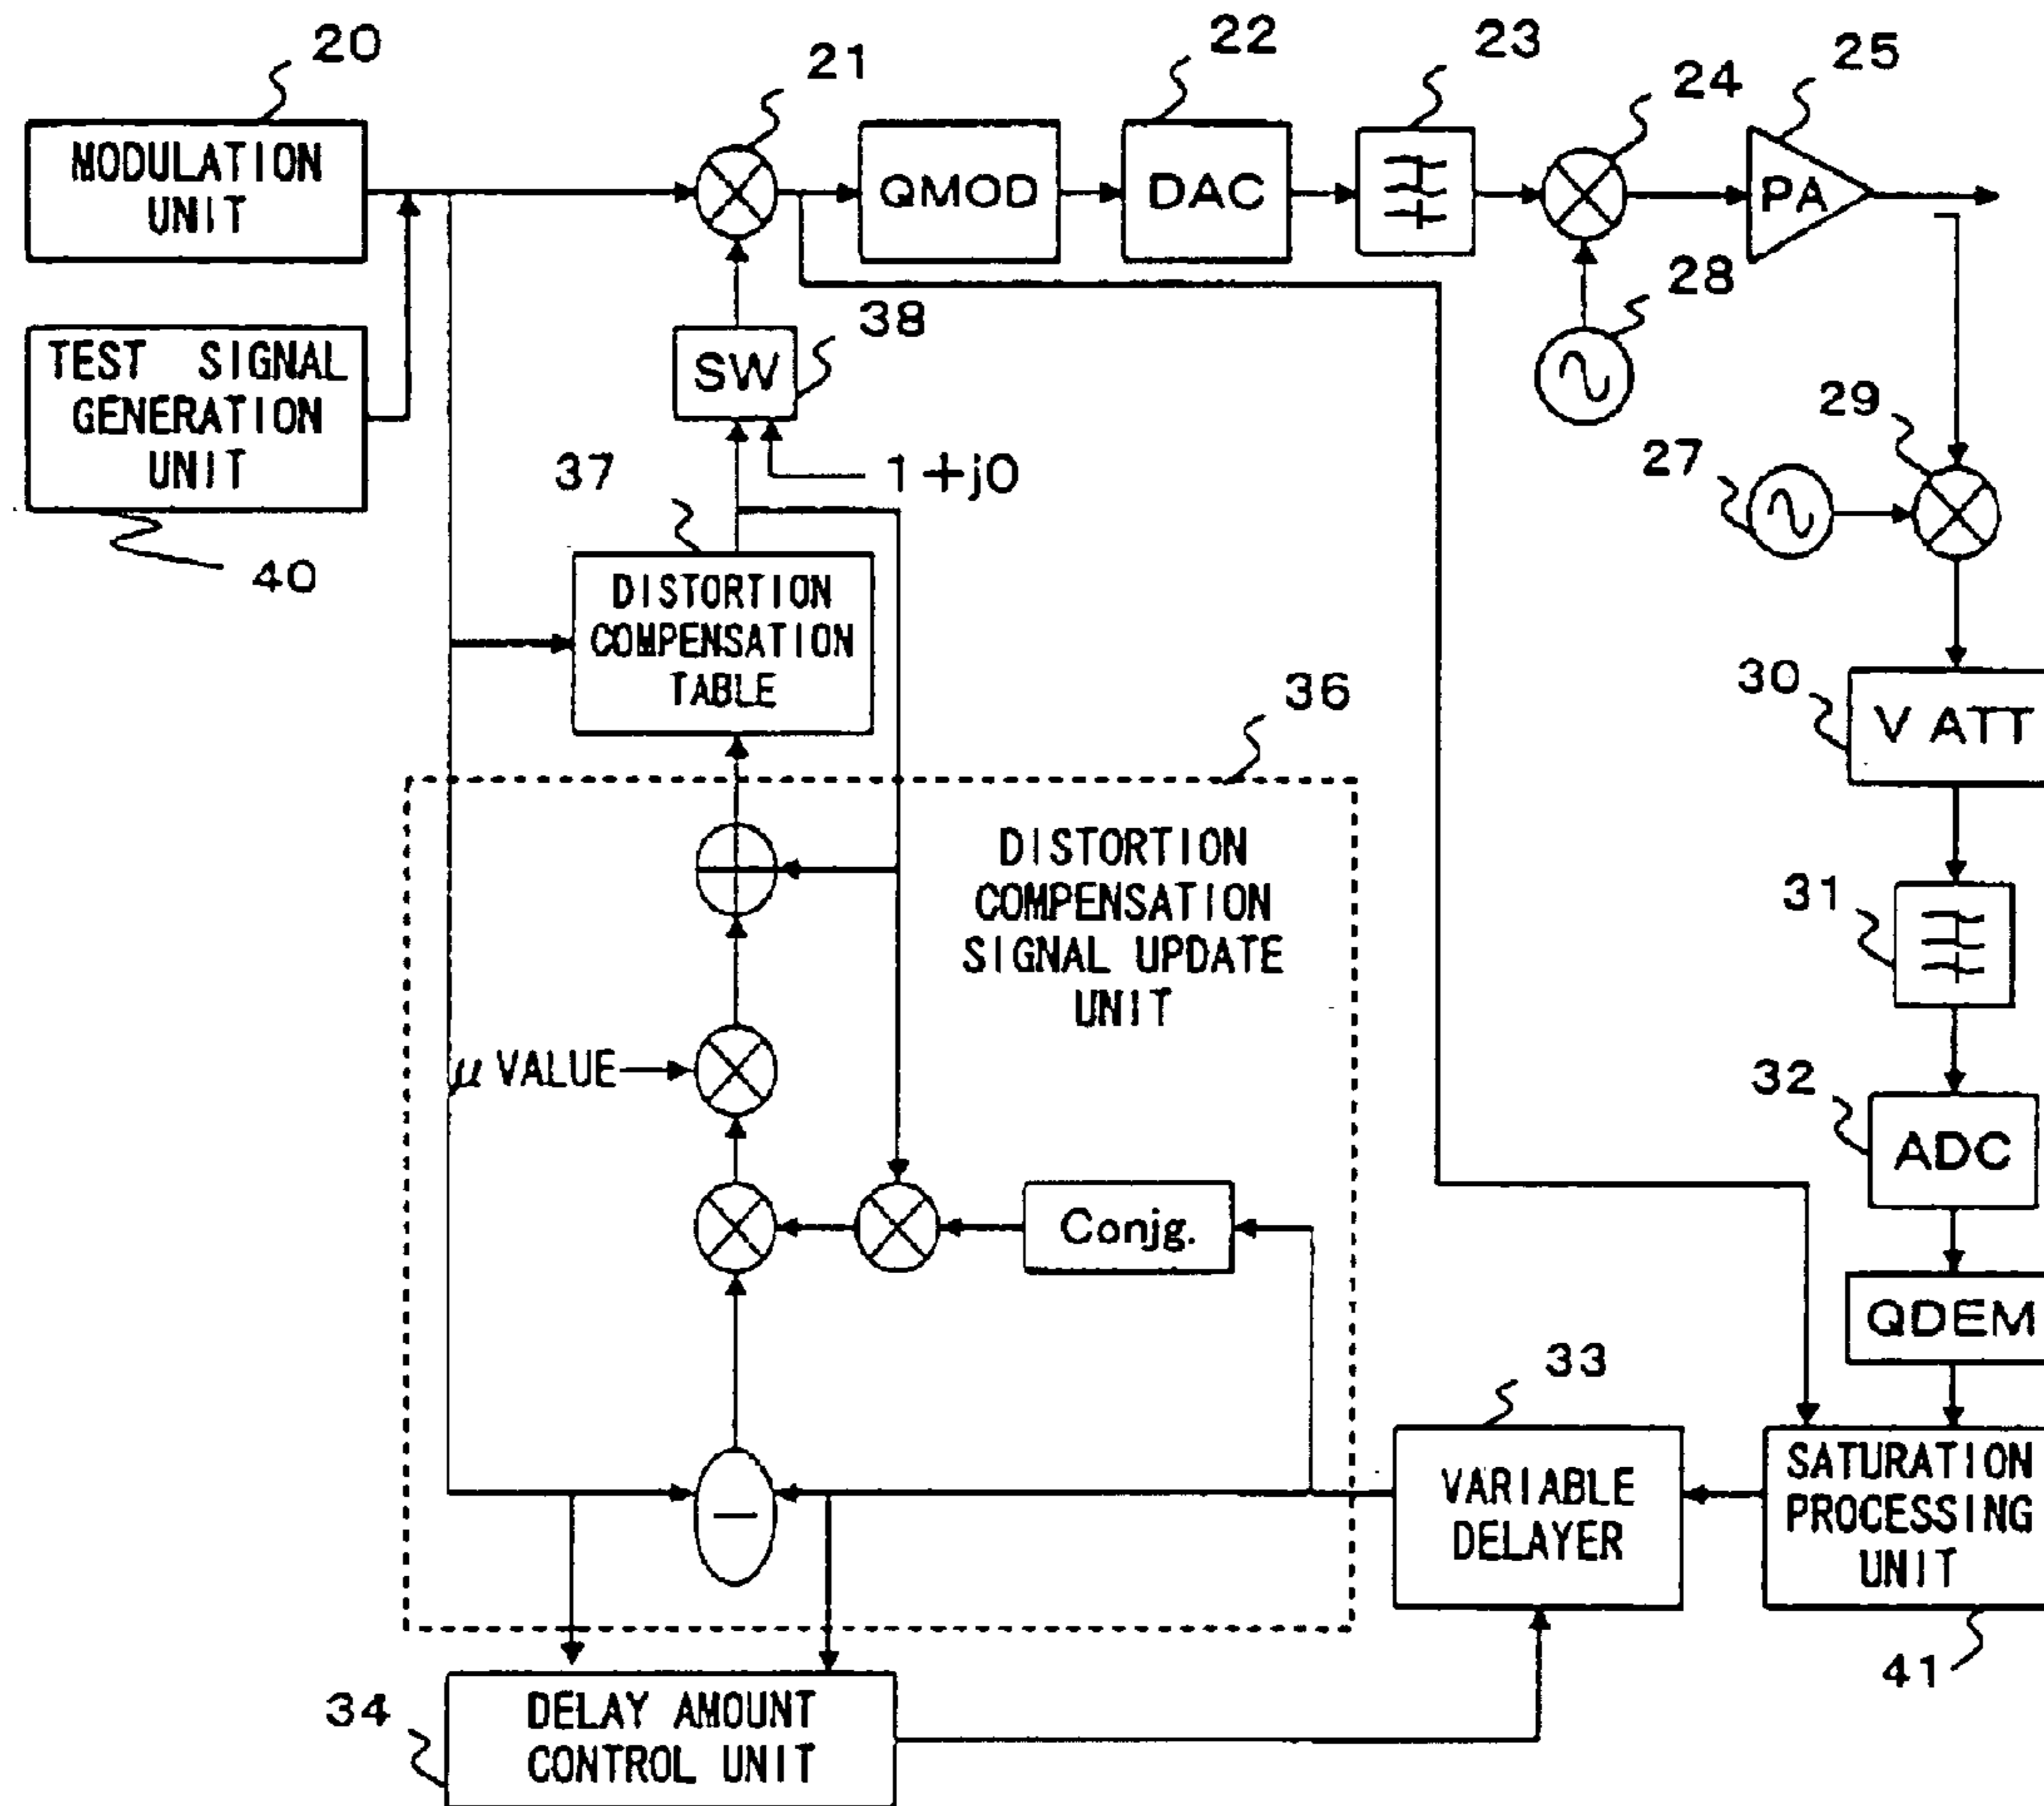 20
21
22
23
24
25
MODULATION
UNIT
QMOD
DAC
PA
28
38
TEST SIGNAL
GENERATION
UNIT
SW
29
27
37
1+j0
40
DISTORTION
COMPENSATION
TABLE
36
30
V ATT
DISTORTION
COMPENSATION
SIGNAL UPDATE
UNIT
31
μ VALUE
32
ADC
Conjg.
QDEM
33
—
VARIABLE
DELAYER
SATURATION
PROCESSING
UNIT
41
34
DELAY AMOUNT
CONTROL UNIT